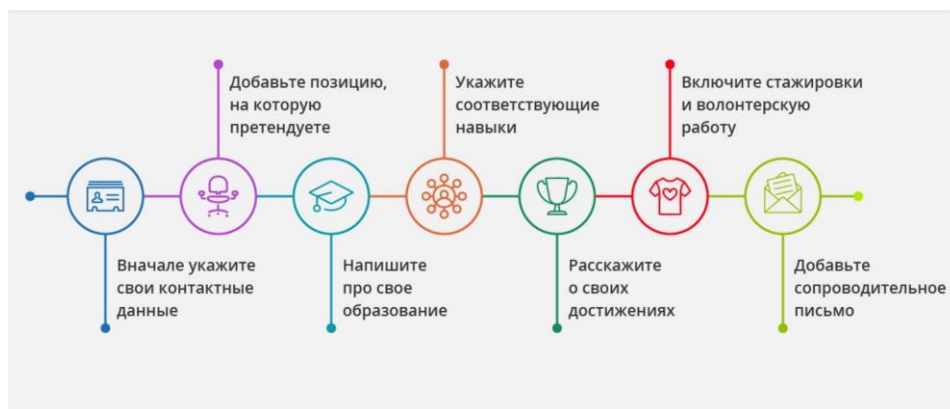 Вначале укажите
свои контактные
данные
Добавьте позицию,
на которую
претендуете
Напишите
про свое
образование
Укажите
соответствующие
навыки
Расскажите
о своих
достижениях
Включите стажировки
и волонтерскую
работу
Добавьте
сопроводительное
письмо